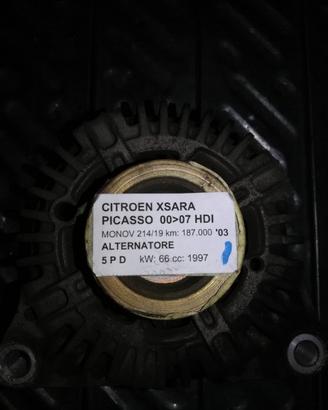 CITROEN XSARA
PICASSO 00>07 HDI
MONOV 214/19 km: 187.000 '03
ALTERNATORE
5 P D kW: 66 cc: 1997